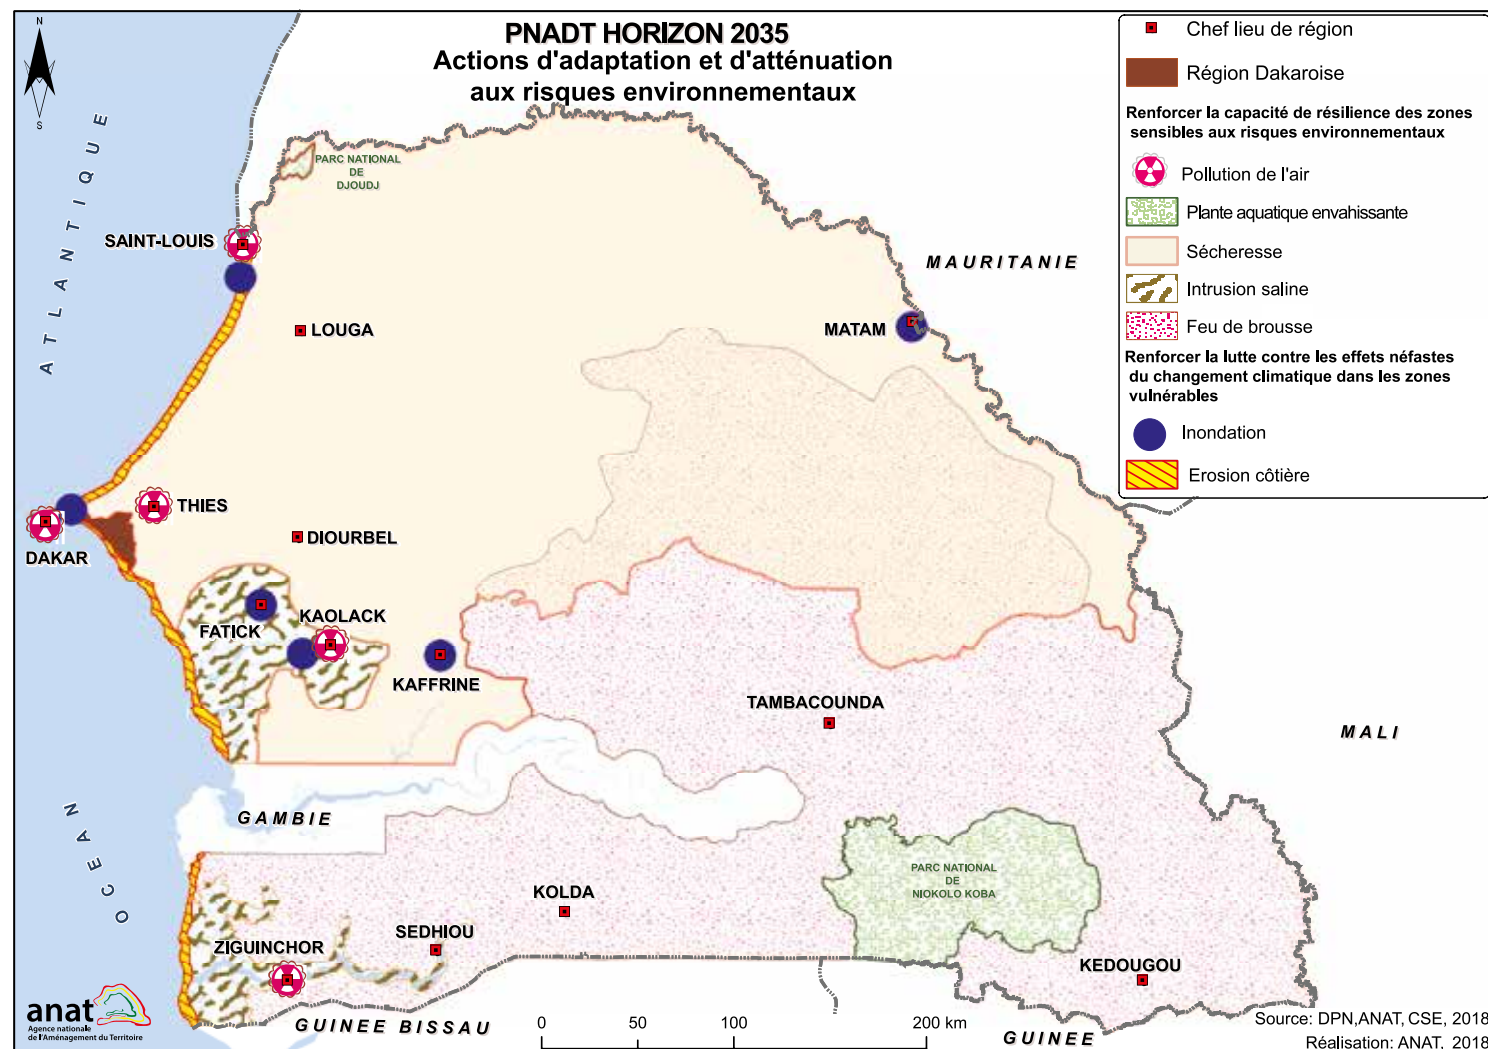 PNADT HORIZON 2035
Actions d'adaptation et d'atténuation
aux risques environnementaux
N
S
Chef lieu de région
Région Dakaroise
Renforcer la capacité de résilience des zones
sensibles aux risques environnementaux
Pollution de l'air
Plante aquatique envahissante
Sécheresse
Intrusion saline
Feu de brousse
Renforcer la lutte contre les effets néfastes
du changement climatique dans les zones
vulnérables
Inondation
Erosion côtière
ATLANTIQUE
OCEAN
PARC NATIONAL
DE
DJOUDJ
SAINT-LOUIS
MAURITANIE
LOUGA
MATAM
THIES
DAKAR
DIOURBEL
FATICK
KAOLACK
KAFFRINE
TAMBACOUNDA
MALI
GAMBIE
PARC NATIONAL
DE
NIOKOLO KOBA
KOLDA
SEDHIOU
ZIGUINCHOR
KEDOUGOU
GUINEE BISSAU
GUINEE
anat
Agence nationale
de l'Aménagement du Territoire
0 50 100 200 km
Source: DPN,ANAT, CSE, 2018
Réalisation: ANAT, 2018